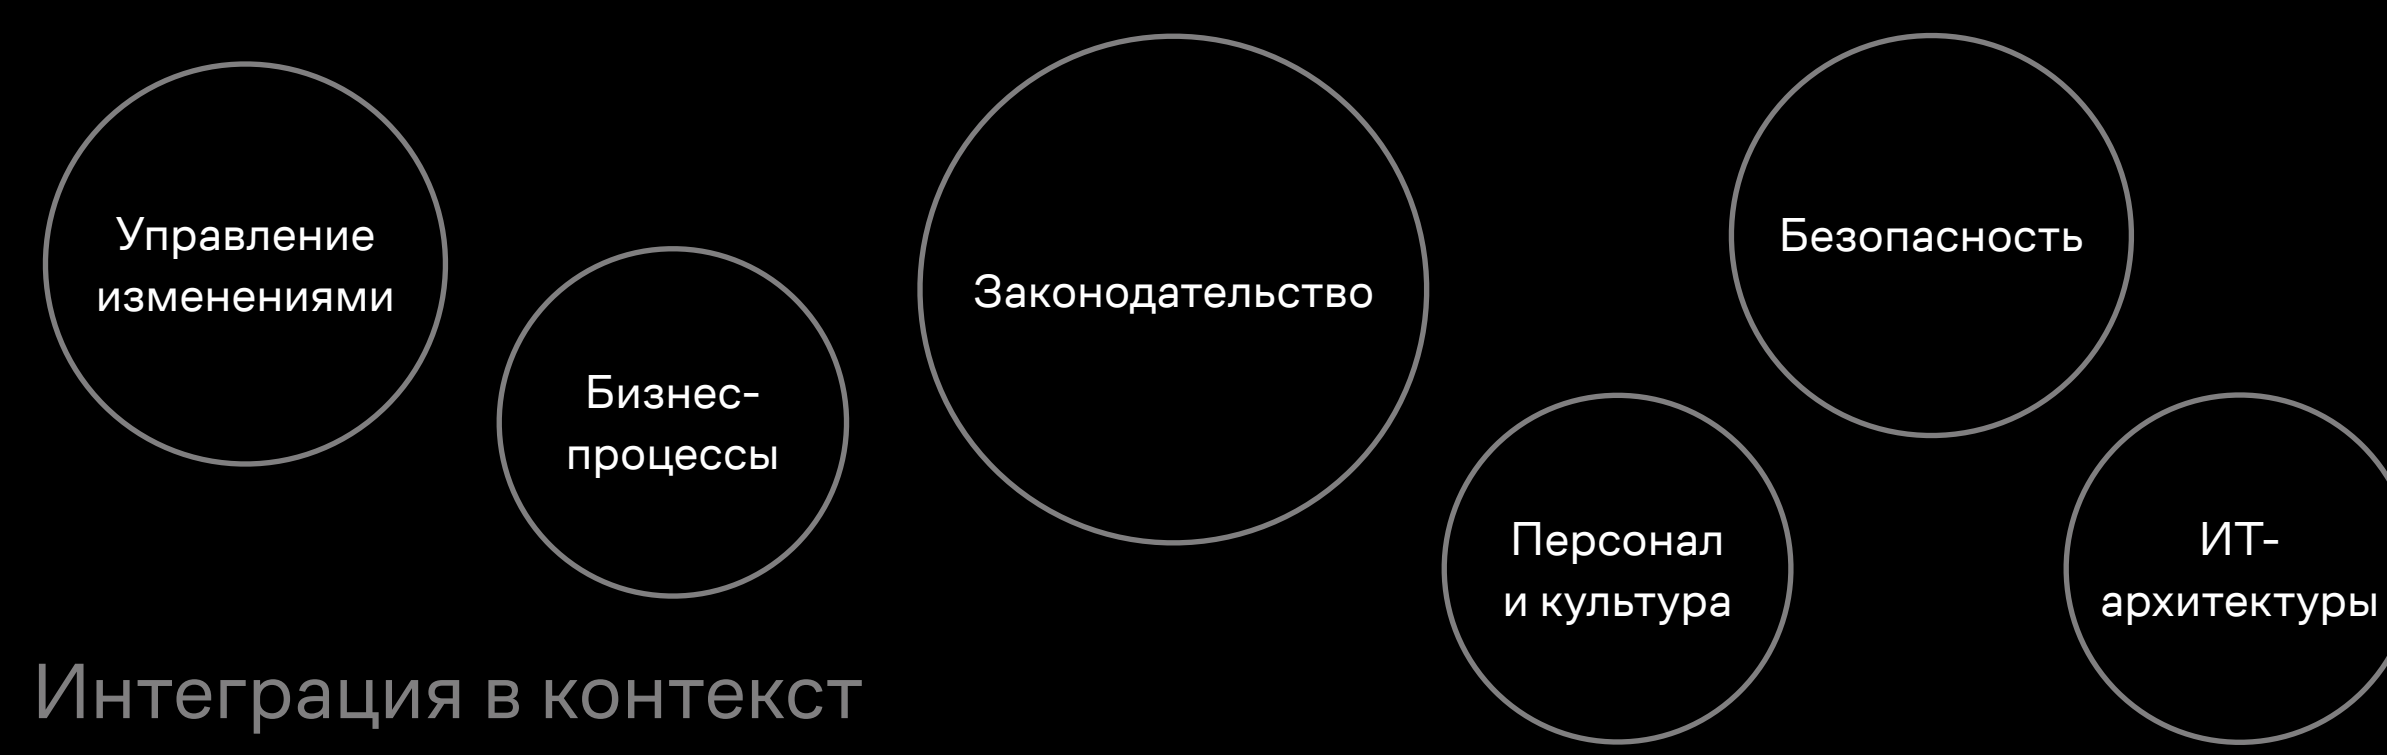 Управление
изменениями
Бизнес-
процессы
Законодательство
Безопасность
Персонал
и культура
ИТ-
архитектуры
Интеграция в контекст